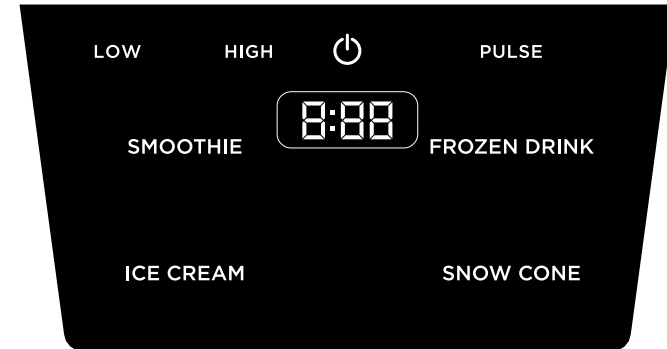 LOW HIGH PULSE
8:88
SMOOTHIE FROZEN DRINK
ICE CREAM SNOW CONE